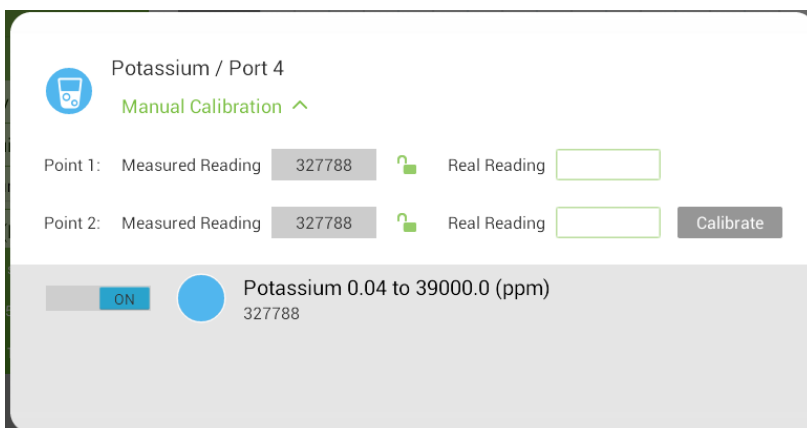 Potassium / Port 4
Manual Calibration
Point 1: Measured Reading 327788 Real Reading
Point 2: Measured Reading 327788 Real Reading Calibrate
ON Potassium 0.04 to 39000.0 (ppm)
327788